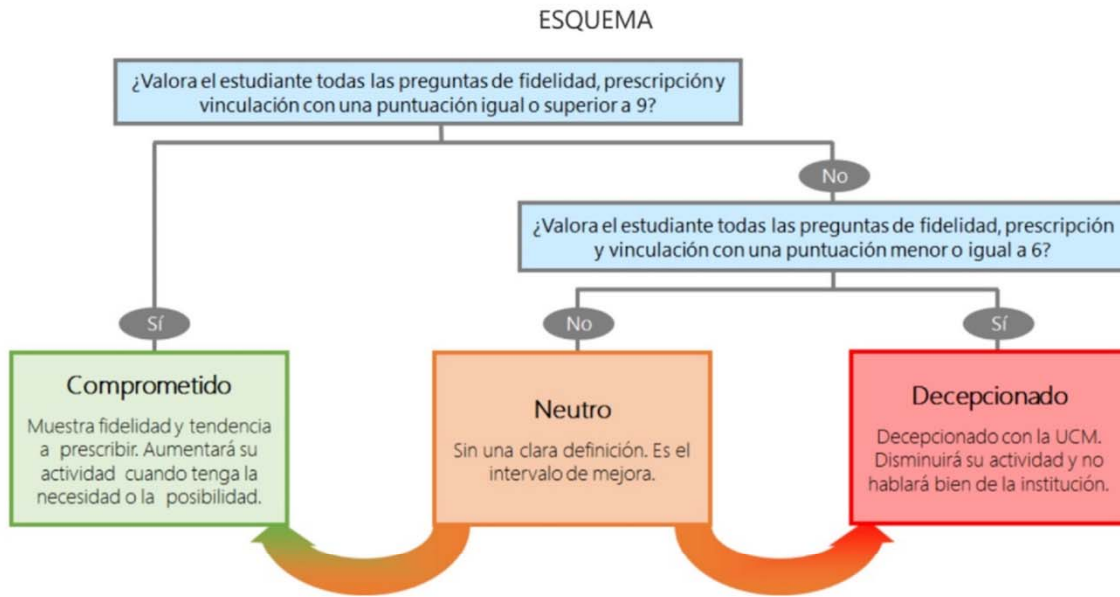 ESQUEMA
¿Valora el estudiante todas las preguntas de fidelidad, prescripción y
vinculación con una puntuación igual o superior a 9?
No
¿Valora el estudiante todas las preguntas de fidelidad, prescripción
y vinculación con una puntuación menor o igual a 6?
Sí
No
Sí
Comprometido
Muestra fidelidad y tendencia
a prescribir. Aumentará su
actividad cuando tenga la
necesidad o la posibilidad.
Neutro
Sin una clara definición. Es el
intervalo de mejora.
Decepcionado
Decepcionado con la UCM.
Disminuirá su actividad y no
hablará bien de la institución.